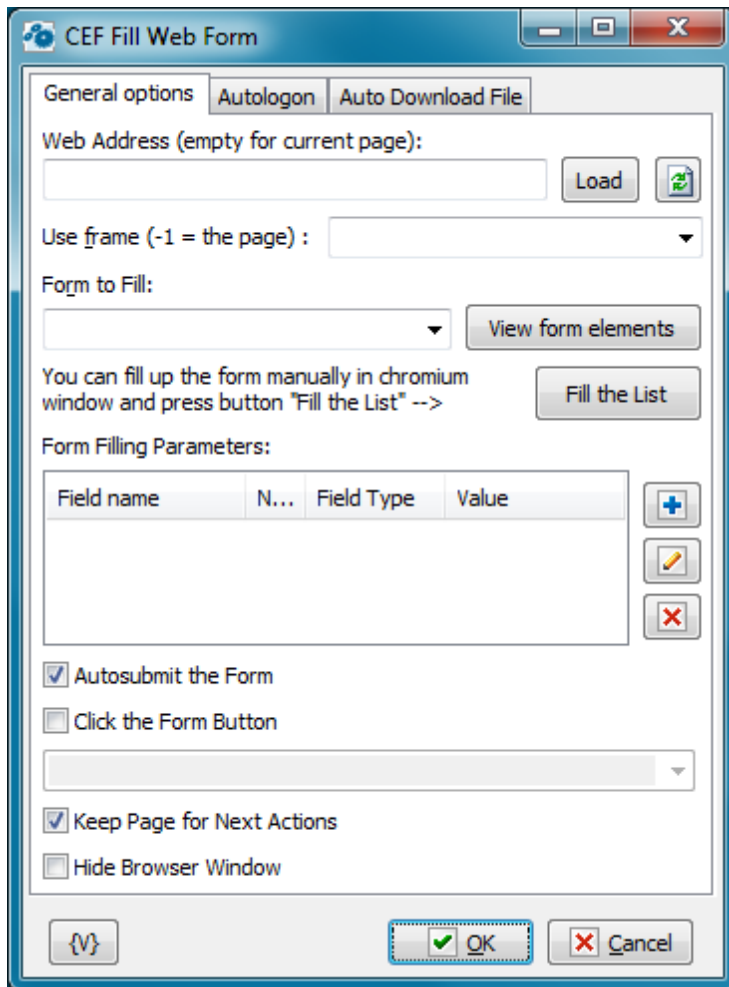 CEF Fill Web Form
General options Autologon Auto Download File
Web Address (empty for current page):
Load
Use frame (-1 = the page) :
Form to Fill:
View form elements
You can fill up the form manually in chromium
window and press button "Fill the List" -->
Fill the List
Form Filling Parameters:
Field name N... Field Type Value
Autosubmit the Form
Click the Form Button
Keep Page for Next Actions
Hide Browser Window
{V} OK Cancel